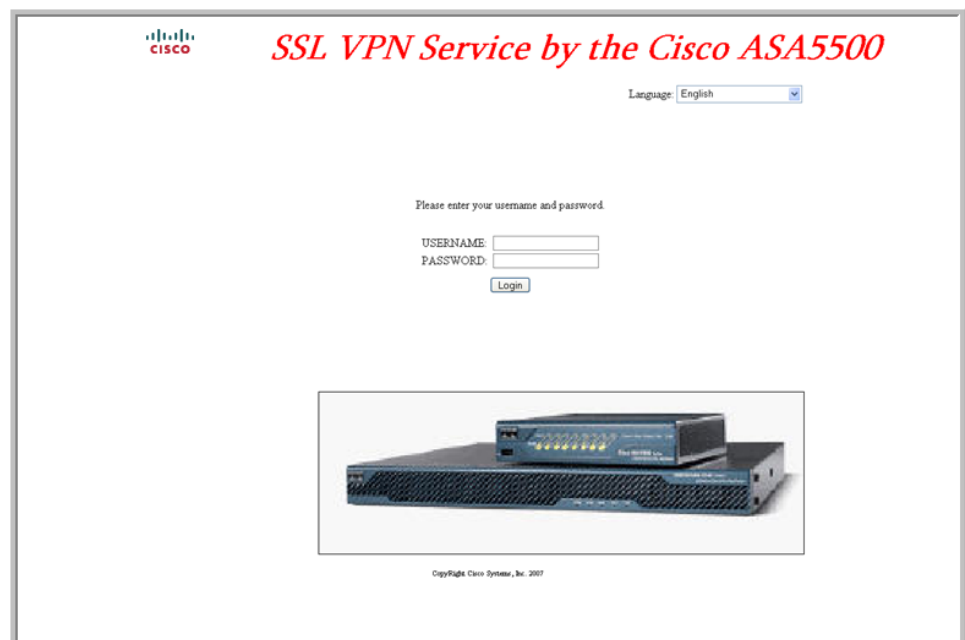 CISCO
SSL VPN Service by the Cisco ASA5500
Language: English
Please enter your username and password.
USERNAME:
PASSWORD:
Login
CopyRight Cisco Systems, Inc. 2007